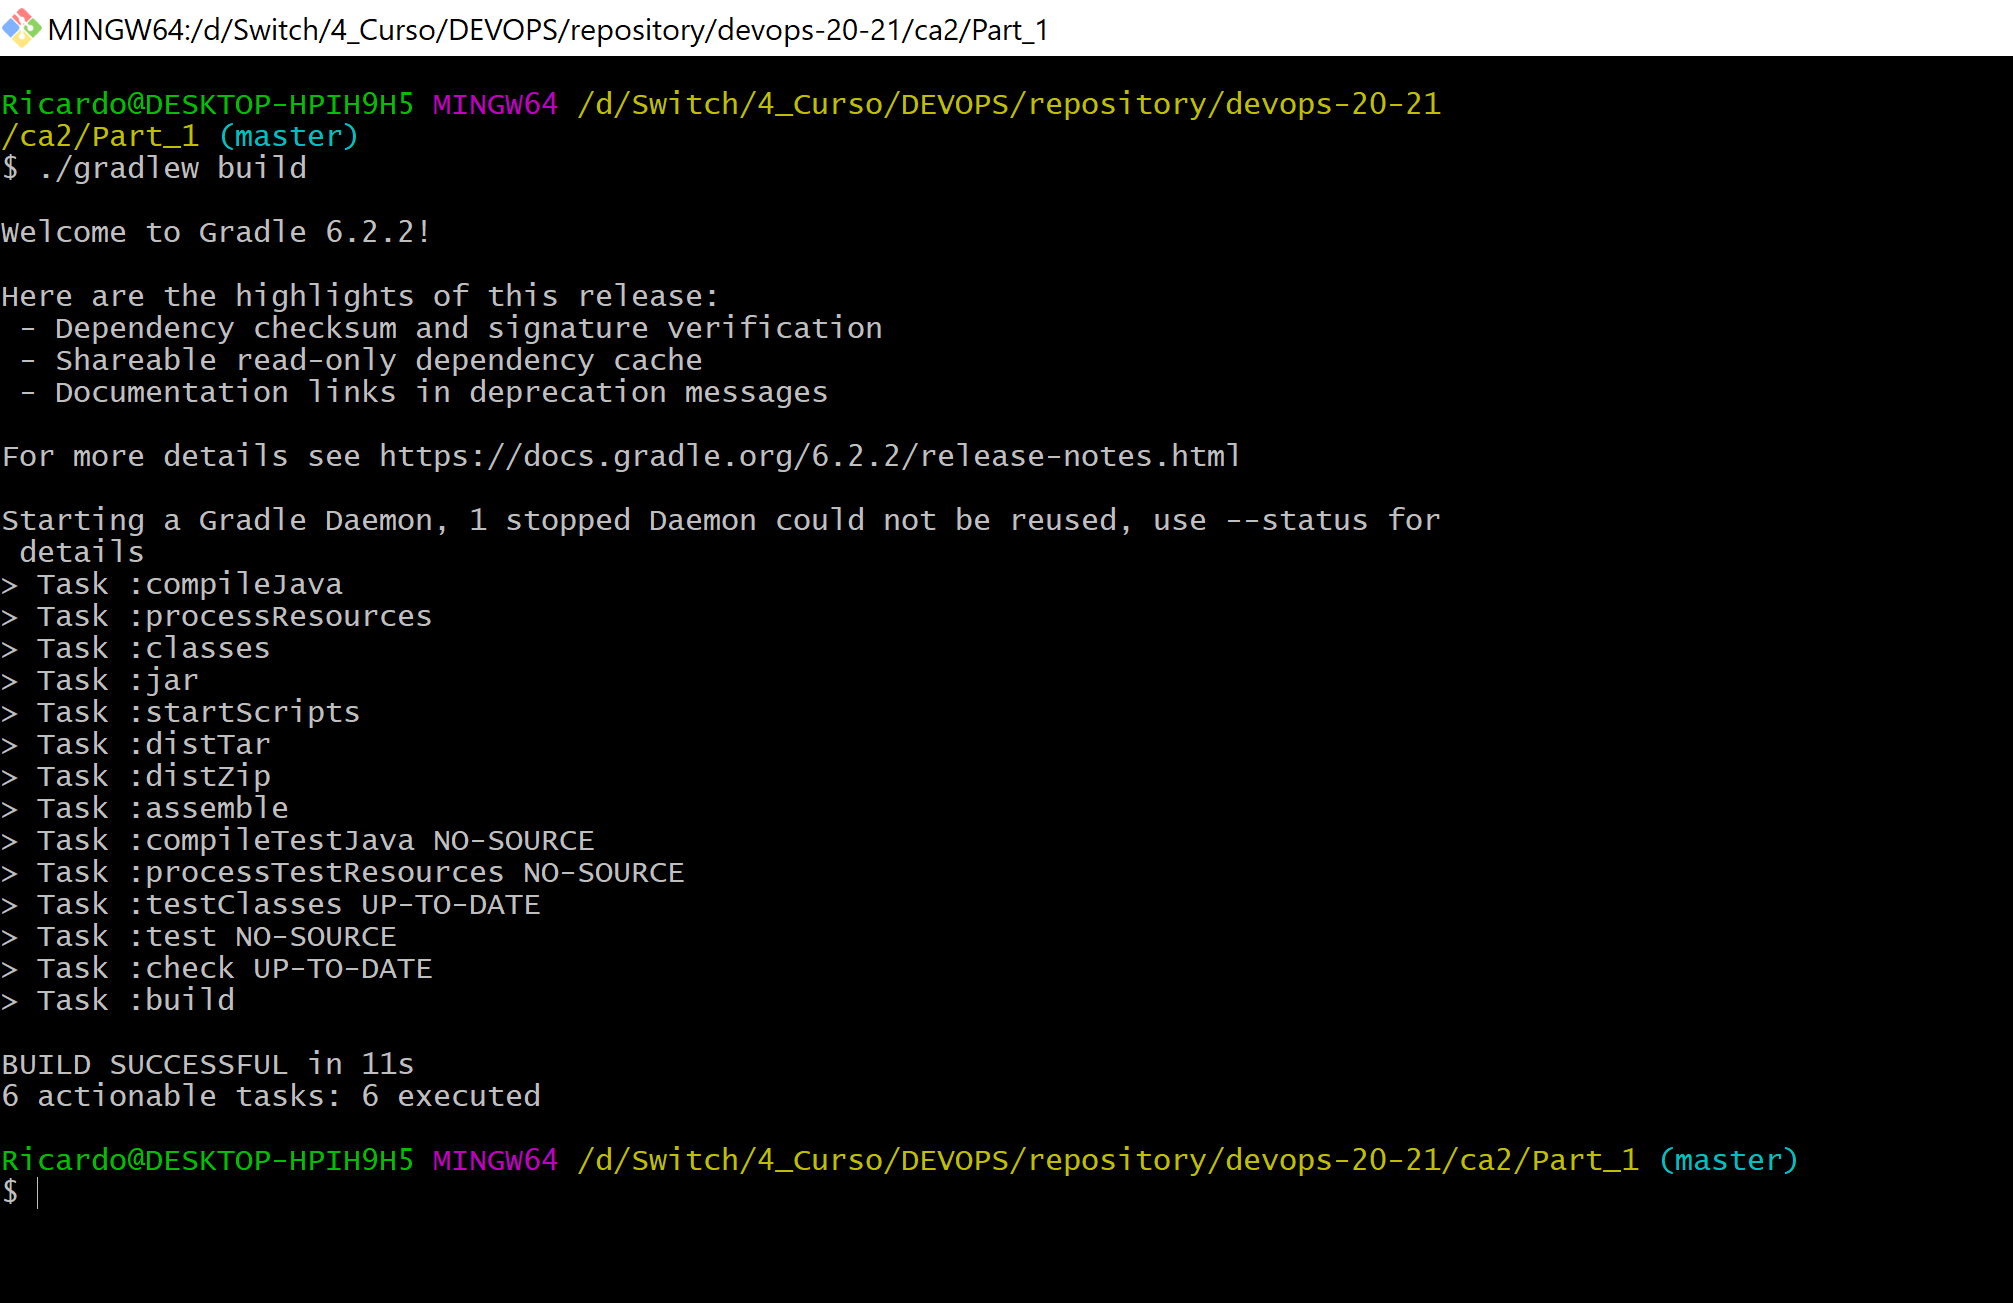 MINGW64:/d/Switch/4_Curso/DEVOPS/repository/devops-20-21/ca2/Part_1
Ricardo@DESKTOP-HPIH9H5 MINGW64 /d/Switch/4_Curso/DEVOPS/repository/devops-20-21
/ca2/Part_1 (master)
$ ./gradlew build
Welcome to Gradle 6.2.2!
Here are the highlights of this release:
 - Dependency checksum and signature verification
 - Shareable read-only dependency cache
 - Documentation links in deprecation messages
For more details see https://docs.gradle.org/6.2.2/release-notes.html
Starting a Gradle Daemon, 1 stopped Daemon could not be reused, use --status for
 details
> Task :compileJava
> Task :processResources
> Task :classes
> Task :jar
> Task :startScripts
> Task :distTar
> Task :distZip
> Task :assemble
> Task :compileTestJava NO-SOURCE
> Task :processTestResources NO-SOURCE
> Task :testClasses UP-TO-DATE
> Task :test NO-SOURCE
> Task :check UP-TO-DATE
> Task :build
BUILD SUCCESSFUL in 11s
6 actionable tasks: 6 executed
Ricardo@DESKTOP-HPIH9H5 MINGW64 /d/Switch/4_Curso/DEVOPS/repository/devops-20-21/ca2/Part_1 (master)
$